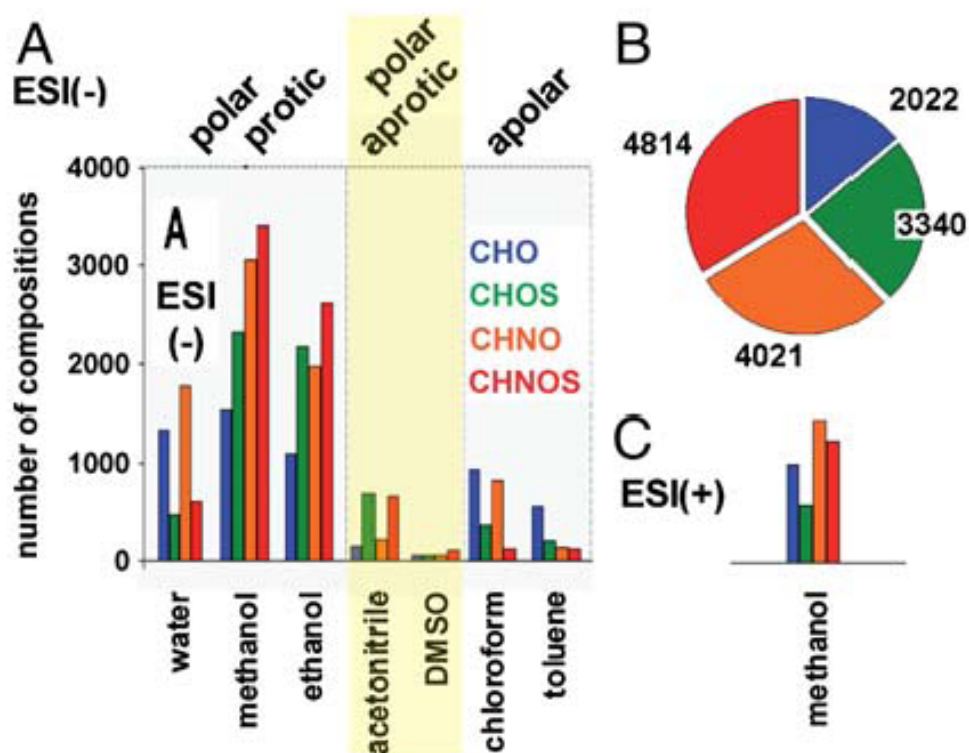 A
ESI(-)
polar
protic
polar
aprotic
apolar
number of compositions
4000
3000
2000
1000
0
A
ESI
(-)
CHO
CHOS
CHNO
CHNOS
water
methanol
ethanol
acetonitrile
DMSO
chloroform
toluene
B
2022
4814
3340
4021
C
ESI(+)
methanol